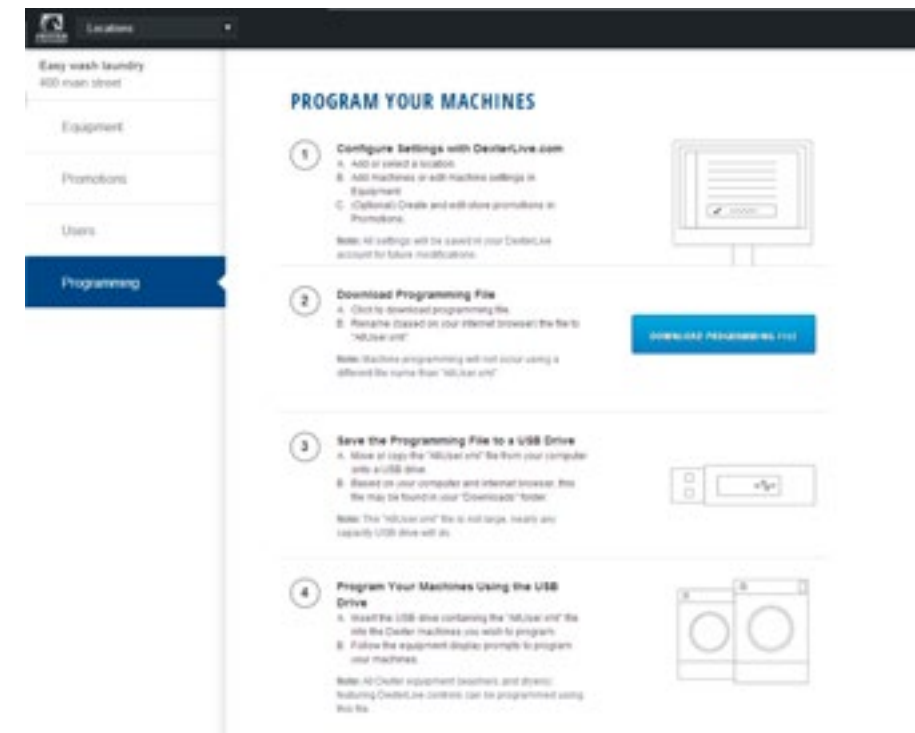 DEXTER
Locations
Easy wash laundry
400 main street
Equipment
Promotions
Users
Programming
PROGRAM YOUR MACHINES
1
Configure Settings with DexterLive.com
A. Add or select a location.
B. Add machines or edit machine settings in
Equipment
C. (Optional) Create and edit store promotions in
Promotions.
Note: All settings will be saved in your DexterLive
account for future modifications.
2
Download Programming File
A. Click to download programming file.
B. Rename (based on your internet browser) the file to
"AllUser.xml"
Note: Machine programming will not occur using a
different file name than "AllUser.xml"
DOWNLOAD PROGRAMMING FILE
3
Save the Programming File to a USB Drive
A. Move or copy the "AllUser.xml" file from your computer
onto a USB drive.
B. Based on your computer and internet browser, this
file may be found in your "Downloads" folder.
Note: The "AllUser.xml" file is not large, nearly any
capacity USB drive will do.
4
Program Your Machines Using the USB
Drive
A. Insert the USB drive containing the "AllUser.xml" file
into the Dexter machines you wish to program.
B. Follow the equipment display prompts to program
your machines.
Note: All Dexter equipment (washers and dryers)
featuring DexterLive controls can be programmed using
this file.